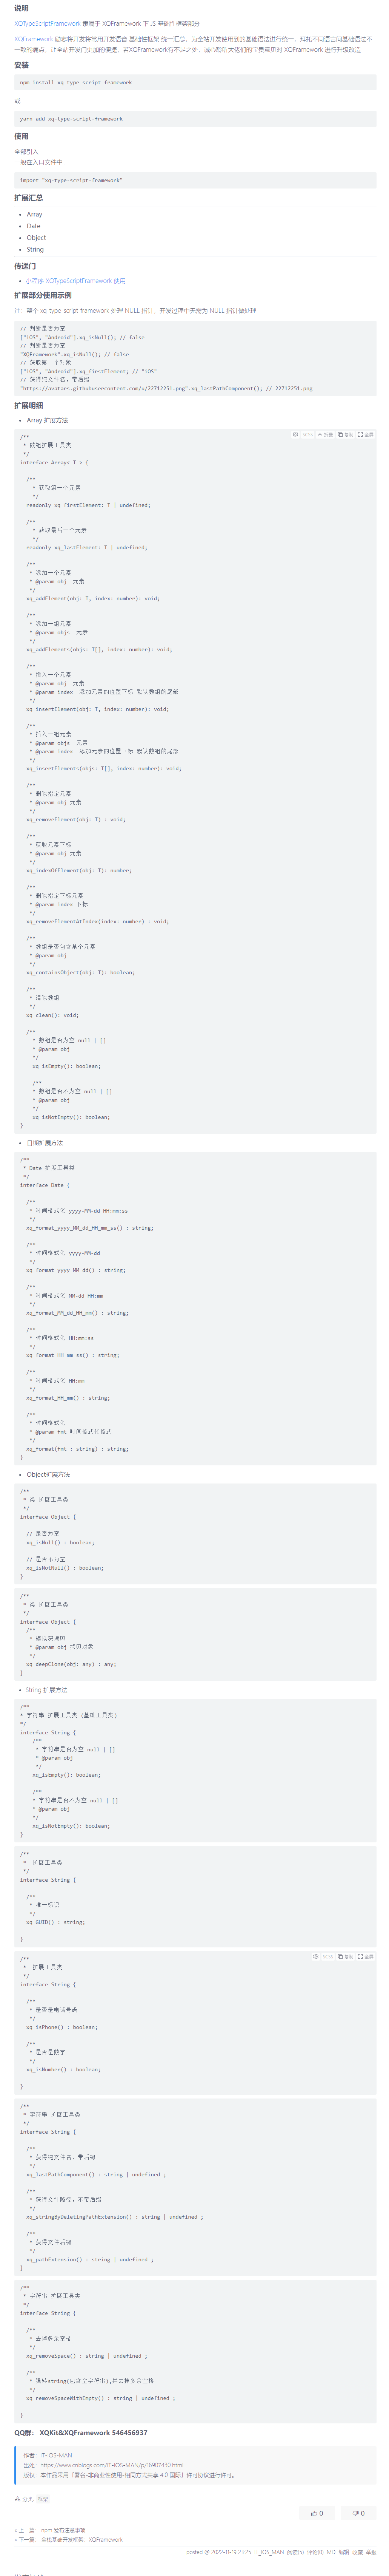 说明
XQTypeScriptFramework 隶属于 XQFramework 下 JS 基础性框架部分
XQFramework 励志将开发将常用开发语音 基础性框架 统一汇总，为全站开发使用到的基础语法进行统一，拜托不同语言间基础语法不
一致的痛点，让全站开发门更加的便捷，若XQFramework有不足之处，诚心聆听大佬们的宝贵意见对 XQFramework 进行升级改造
安装
npm install xq-type-script-framework
或
yarn add xq-type-script-framework
使用
全部引入
一般在入口文件中：
import "xq-type-script-framework"
扩展汇总
Array
Date
Object
String
传送门
小程序 XQTypeScriptFramework 使用
扩展部分使用示例
注：整个 xq-type-script-framework 处理 NULL 指针，开发过程中无需为 NULL 指针做处理
// 判断是否为空
["iOS", "Android"].xq_isNull(); // false
// 判断是否为空
"XQFramework".xq_isNull(); // false
// 获取第一个对象
["iOS", "Android"].xq_firstElement; // "iOS"
// 获得纯文件名，带后缀
"https://avatars.githubusercontent.com/u/22712251.png".xq_lastPathComponent(); // 22712251.png
扩展明细
Array 扩展方法
SCSS 折叠 复制 全屏
/**
* 数组扩展工具类
*/
interface Array< T > {
/**
* 获取第一个元素
*/
readonly xq_firstElement: T | undefined;
/**
* 获取最后一个元素
*/
readonly xq_lastElement: T | undefined;
/**
* 添加一个元素
* @param obj 元素
*/
xq_addElement(obj: T, index: number): void;
/**
* 添加一组元素
* @param objs 元素
*/
xq_addElements(objs: T[], index: number): void;
/**
* 插入一个元素
* @param obj 元素
* @param index 添加元素的位置下标 默认数组的尾部
*/
xq_insertElement(obj: T, index: number): void;
/**
* 插入一组元素
* @param objs 元素
* @param index 添加元素的位置下标 默认数组的尾部
*/
xq_insertElements(objs: T[], index: number): void;
/**
* 删除指定元素
* @param obj 元素
*/
xq_removeElement(obj: T) : void;
/**
* 获取元素下标
* @param obj 元素
*/
xq_indexOfElement(obj: T): number;
/**
* 删除指定下标元素
* @param index 下标
*/
xq_removeElementAtIndex(index: number) : void;
/**
* 数组是否包含某个元素
* @param obj
*/
xq_containsObject(obj: T): boolean;
/**
* 清除数组
*/
xq_clean(): void;
/**
* 数组是否为空 null | []
* @param obj
*/
xq_isEmpty(): boolean;
/**
* 数组是否不为空 null | []
* @param obj
*/
xq_isNotEmpty(): boolean;
}
日期扩展方法
/**
* Date 扩展工具类
*/
interface Date {
/**
* 时间格式化 yyyy-MM-dd HH:mm:ss
*/
xq_format_yyyy_MM_dd_HH_mm_ss() : string;
/**
* 时间格式化 yyyy-MM-dd
*/
xq_format_yyyy_MM_dd() : string;
/**
* 时间格式化 MM-dd HH:mm
*/
xq_format_MM_dd_HH_mm() : string;
/**
* 时间格式化 HH:mm:ss
*/
xq_format_HH_mm_ss() : string;
/**
* 时间格式化 HH:mm
*/
xq_format_HH_mm() : string;
/**
* 时间格式化
* @param fmt 时间格式化格式
*/
xq_format(fmt : string) : string;
}
Object扩展方法
/**
* 类 扩展工具类
*/
interface Object {
// 是否为空
xq_isNull() : boolean;
// 是否不为空
xq_isNotNull() : boolean;
}
/**
* 类 扩展工具类
*/
interface Object {
/**
* 模拟深拷贝
* @param obj 拷贝对象
*/
xq_deepClone(obj: any) : any;
}
String 扩展方法
/**
* 字符串 扩展工具类 (基础工具类)
*/
interface String {
/**
* 字符串是否为空 null | []
* @param obj
*/
xq_isEmpty(): boolean;
/**
* 字符串是否不为空 null | []
* @param obj
*/
xq_isNotEmpty(): boolean;
}
/**
* 扩展工具类
*/
interface String {
/**
* 唯一标识
*/
xq_GUID() : string;
}
SCSS 复制 全屏
/**
* 扩展工具类
*/
interface String {
/**
* 是否是电话号码
*/
xq_isPhone() : boolean;
/**
* 是否是数字
*/
xq_isNumber() : boolean;
}
/**
* 字符串 扩展工具类
*/
interface String {
/**
* 获得纯文件名，带后缀
*/
xq_lastPathComponent() : string | undefined ;
/**
* 获得文件路径，不带后缀
*/
xq_stringByDeletingPathExtension() : string | undefined ;
/**
* 获得文件后缀
*/
xq_pathExtension() : string | undefined ;
}
/**
* 字符串 扩展工具类
*/
interface String {
/**
* 去掉多余空格
*/
xq_removeSpace() : string | undefined ;
/**
* 填补string(包含空字符串),并去掉多余空格
*/
xq_removeSpaceWithEmpty() : string | undefined ;
}
QQ群： XQKit&XQFramework 546456937
作者：IT-IOS-MAN
出处：https://www.cnblogs.com/IT-IOS-MAN/p/16907430.html
版权：本作品采用「署名-非商业性使用-相同方式共享 4.0 国际」许可协议进行许可。
分类: 框架
0 0
« 上一篇： npm 发布注意事项
» 下一篇： 全栈基础开发框架：XQFramework
posted @ 2022-11-19 23:25 IT_IOS_MAN 阅读(5) 评论(0) MD 编辑 收藏 举报